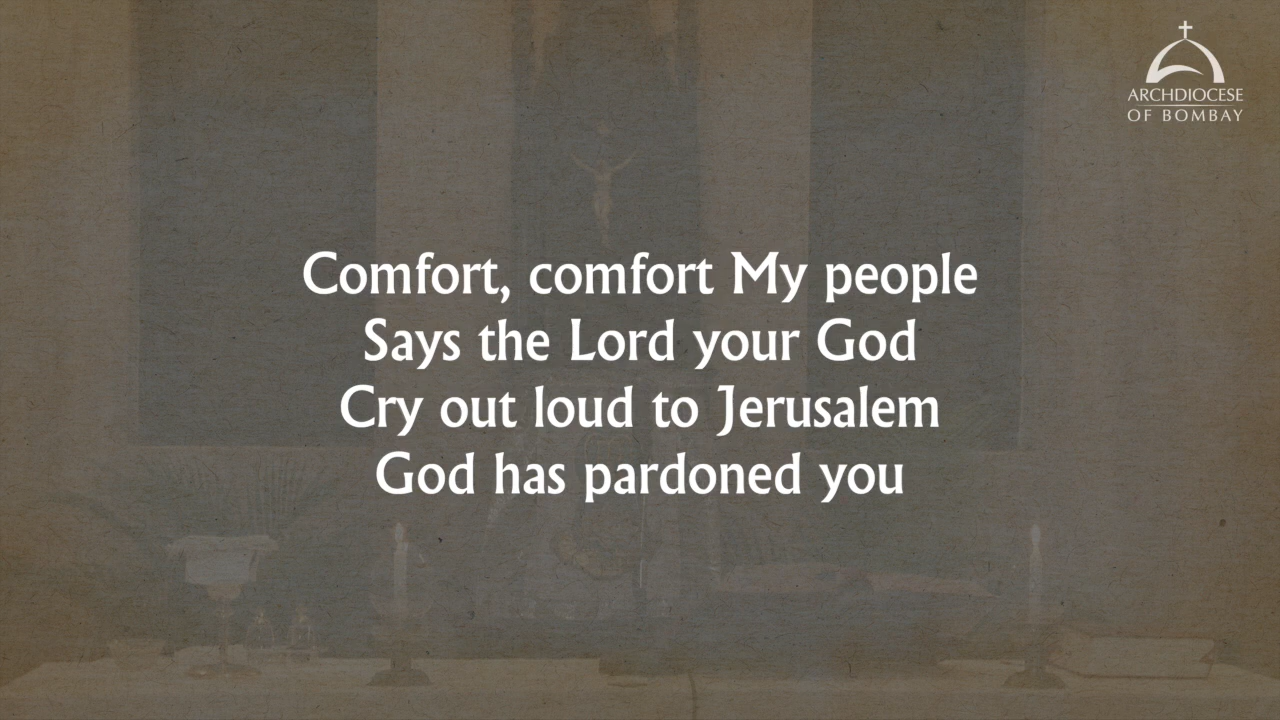 ARCHDIOCESE
OF BOMBAY
Comfort, comfort My people
Says the Lord your God
Cry out loud to Jerusalem
God has pardoned you